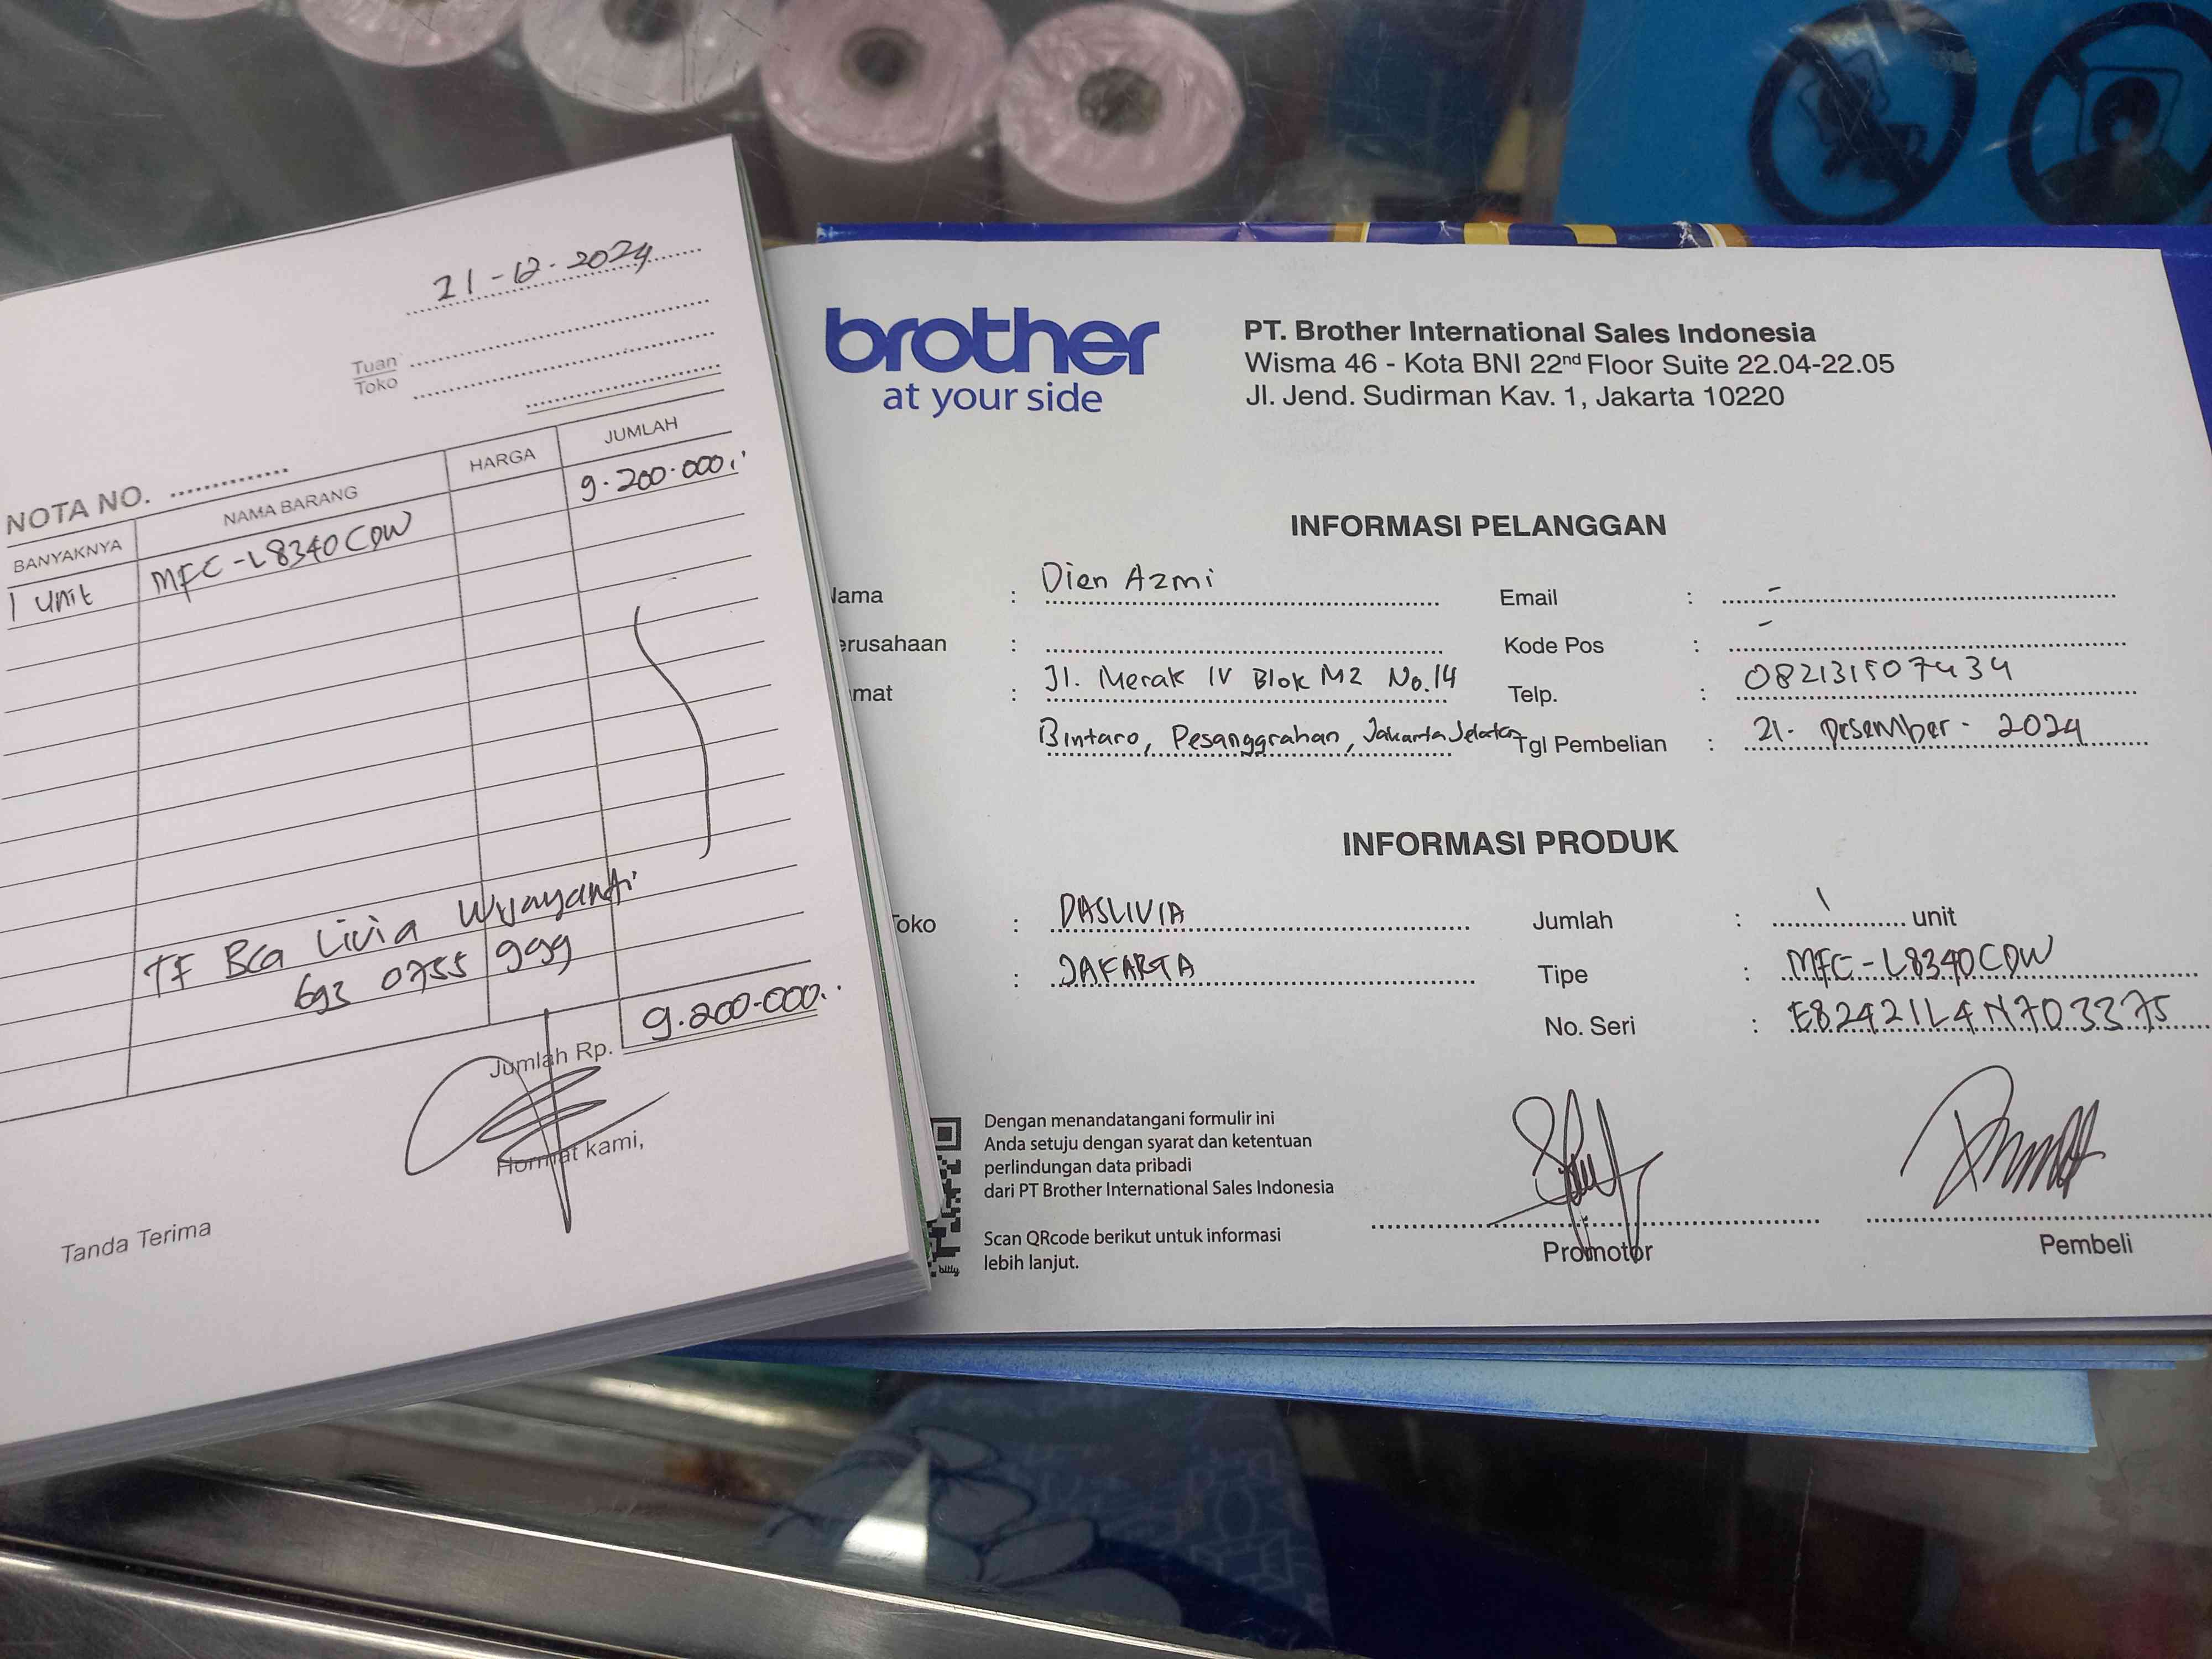 21-12-2024
Tuan
Toko
NOTA NO.
BANYAKNYA NAMA BARANG HARGA JUMLAH
1 Unit MFC-L8340CDW 9.200.000,-
TF BCA Livia Wijayanti
693 0755 999
Jumlah Rp. 9.200.000,-
Hormat kami,
Tanda Terima
brother
at your side
PT. Brother International Sales Indonesia
Wisma 46 - Kota BNI 22nd Floor Suite 22.04-22.05
Jl. Jend. Sudirman Kav. 1, Jakarta 10220
INFORMASI PELANGGAN
Nama : Dien Azmi Email : -
erusahaan : Kode Pos : -
mat : Jl. Merak IV Blok M2 No.14 Telp. : 082131507434
Bintaro, Pesanggrahan, Jakarta Selatan Tgl Pembelian : 21. Desember - 2024
INFORMASI PRODUK
Toko : DASLIVIA Jumlah : 1 unit
: JAKARTA Tipe : MFC-L8340CDW
No. Seri : E82421L4N703375
Dengan menandatangani formulir ini
Anda setuju dengan syarat dan ketentuan
perlindungan data pribadi
dari PT Brother International Sales Indonesia
Scan QRcode berikut untuk informasi
lebih lanjut.
bitly
Promotor
Pembeli